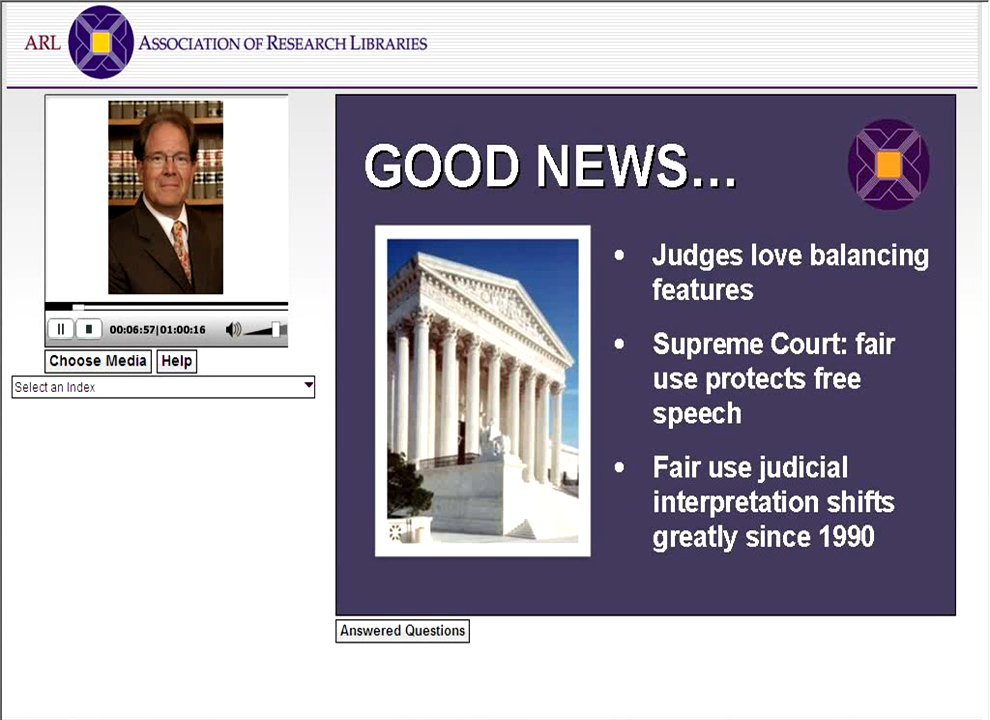 ARL ASSOCIATION OF RESEARCH LIBRARIES
00:06:57|01:00:16
Choose Media Help
Select an Index
GOOD NEWS...
• Judges love balancing
features
• Supreme Court: fair
use protects free
speech
• Fair use judicial
interpretation shifts
greatly since 1990
Answered Questions